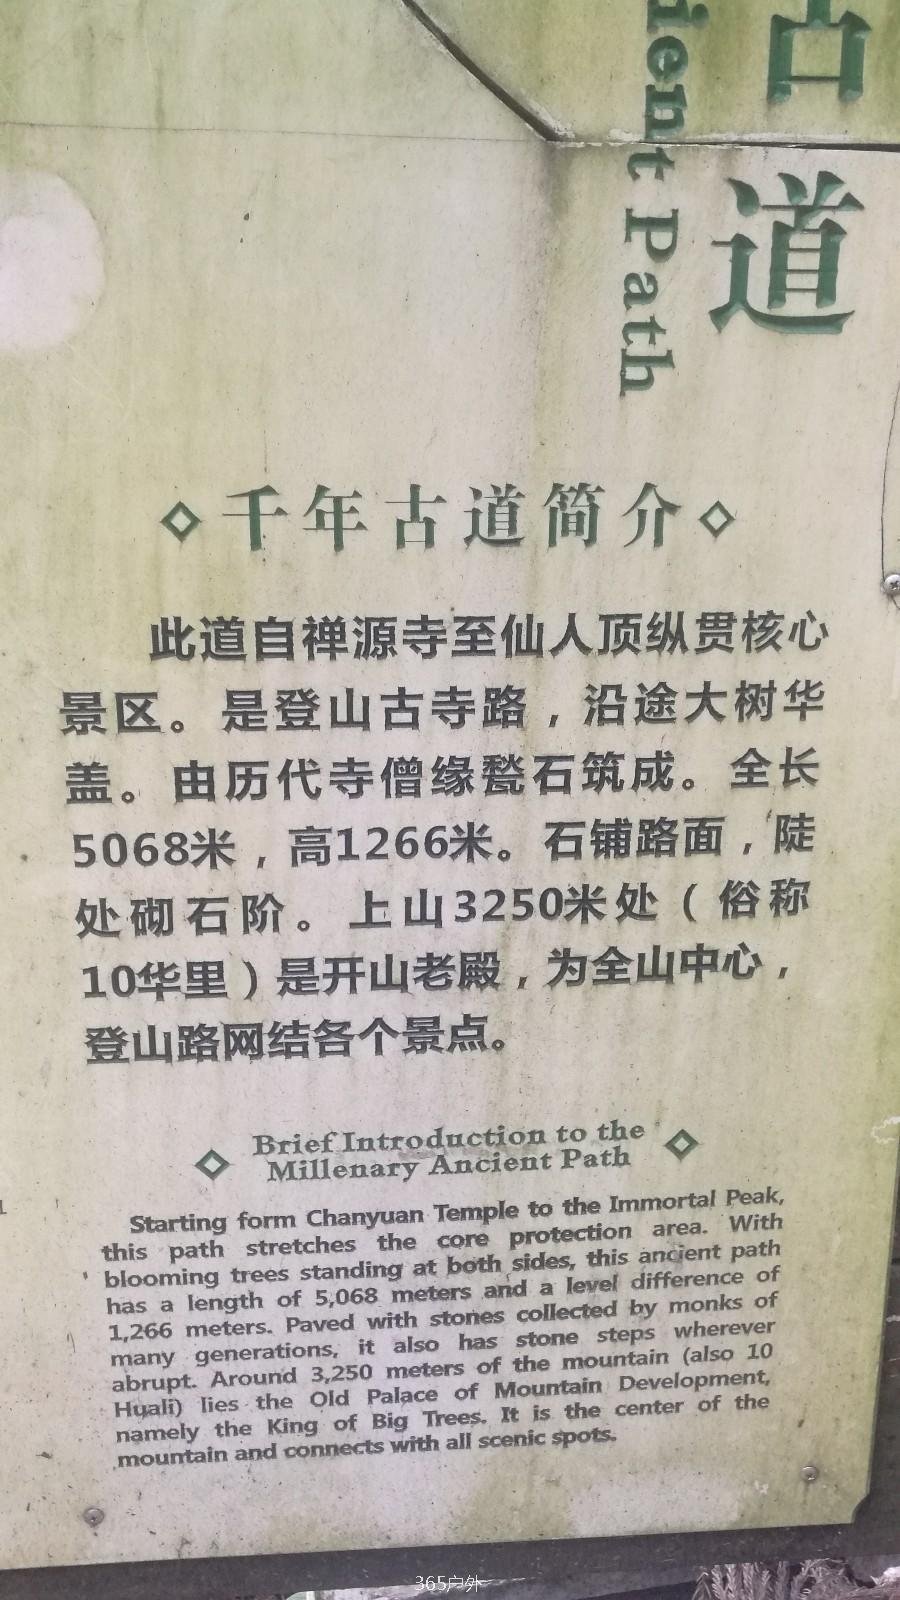 古道
ient Path
千年古道简介
此道自禅源寺至仙人顶纵贯核心
景区。是登山古寺路，沿途大树华
盖。由历代寺僧缘甃石筑成。全长
5068米，高1266米。石铺路面，陡
处砌石阶。上山3250米处（俗称
10华里）是开山老殿，为全山中心，
登山路网结各个景点。
Brief Introduction to the
Millenary Ancient Path
Starting form Chanyuan Temple to the Immortal Peak,
this path stretches the core protection area. With
blooming trees standing at both sides, this ancient path
has a length of 5,068 meters and a level difference of
1,266 meters. Paved with stones collected by monks of
many generations, it also has stone steps wherever
abrupt. Around 3,250 meters of the mountain (also 10
Huali) lies the Old Palace of Mountain Development,
namely the King of Big Trees. It is the center of the
mountain and connects with all scenic spots.
365户外